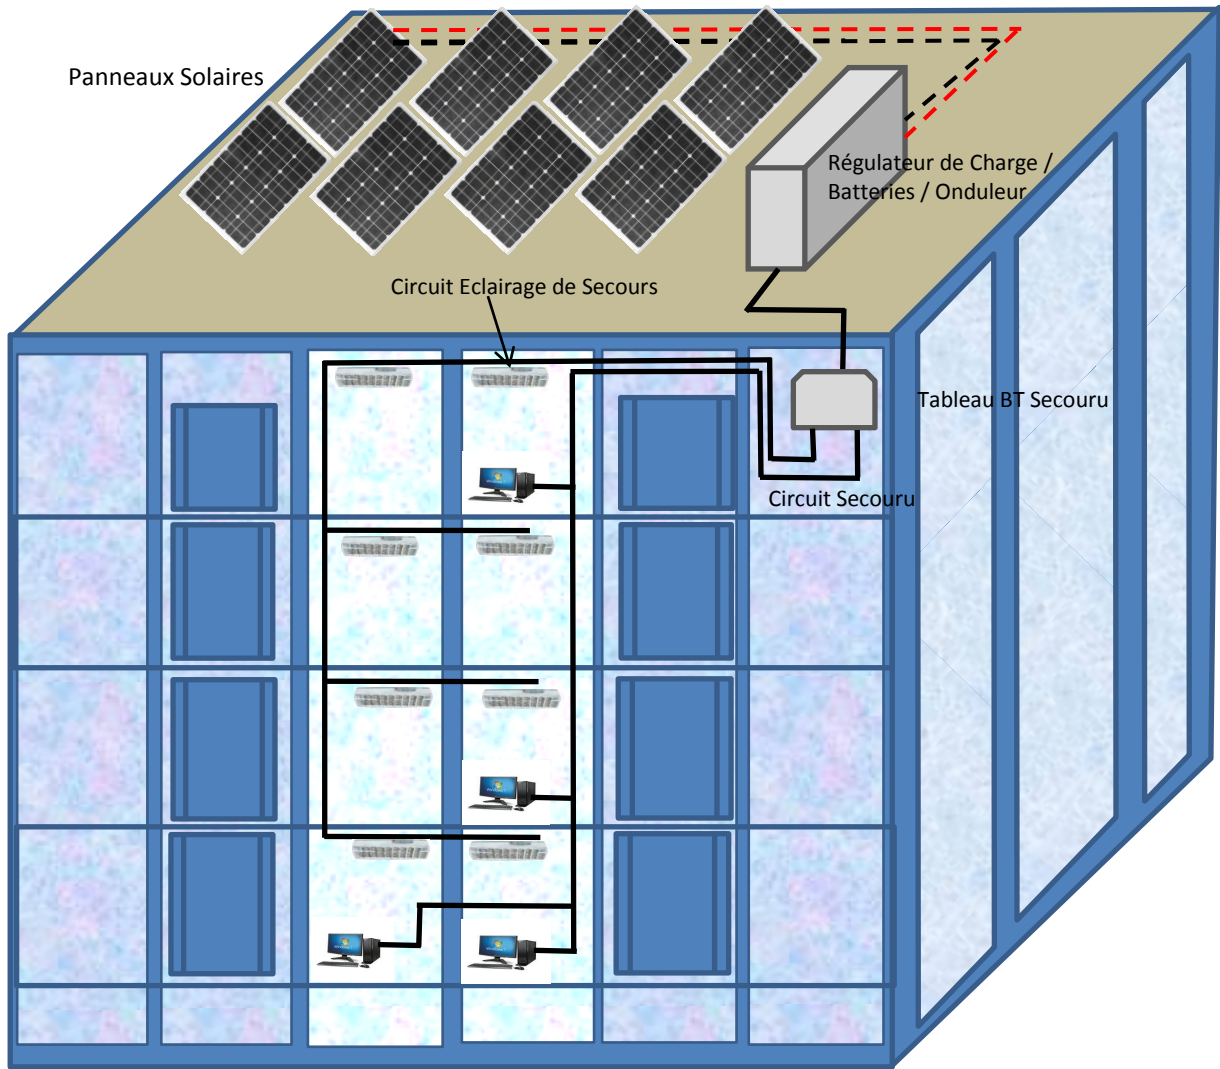 Panneaux Solaires
Régulateur de Charge /
Batteries / Onduleur
Circuit Eclairage de Secours
Tableau BT Secouru
Circuit Secouru